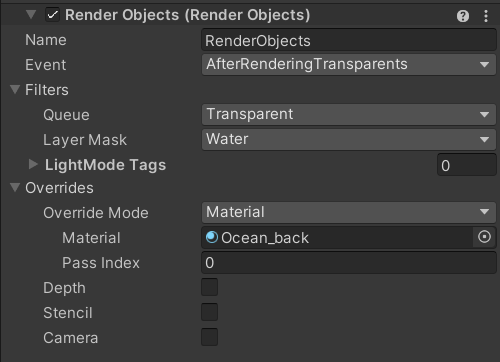 Render Objects (Render Objects)
Name RenderObjects
Event AfterRenderingTransparents
Filters
Queue Transparent
Layer Mask Water
LightMode Tags 0
Overrides
Override Mode Material
Material Ocean_back
Pass Index 0
Depth
Stencil
Camera